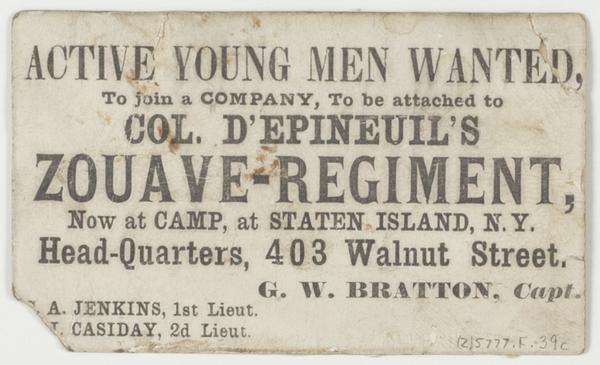 ACTIVE YOUNG MEN WANTED,
To join a COMPANY, To be attached to
COL. D'EPINEUIL'S
ZOUAVE-REGIMENT,
Now at CAMP, at STATEN ISLAND, N.Y.
Head-Quarters, 403 Walnut Street.
G. W. BRATTON, Capt.
A. JENKINS, 1st Lieut.
CASIDAY, 2d Lieut.
(2)5777.F.39c